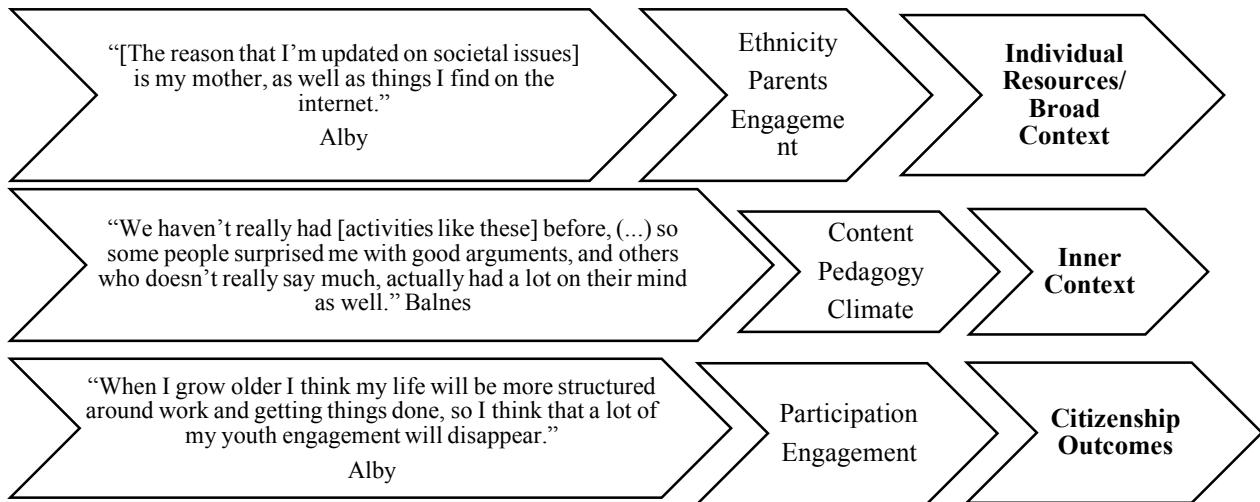 “[The reason that I’m updated on societal issues]
is my mother, as well as things I find on the
internet.”
Alby
Ethnicity
Parents
Engageme
nt
Individual
Resources/
Broad
Context
“We haven’t really had [activities like these] before, (...) so
some people surprised me with good arguments, and others
who doesn’t really say much, actually had a lot on their mind
as well.” Balnes
Content
Pedagogy
Climate
Inner
Context
“When I grow older I think my life will be more structured
around work and getting things done, so I think that a lot of
my youth engagement will disappear.”
Alby
Participation
Engagement
Citizenship
Outcomes